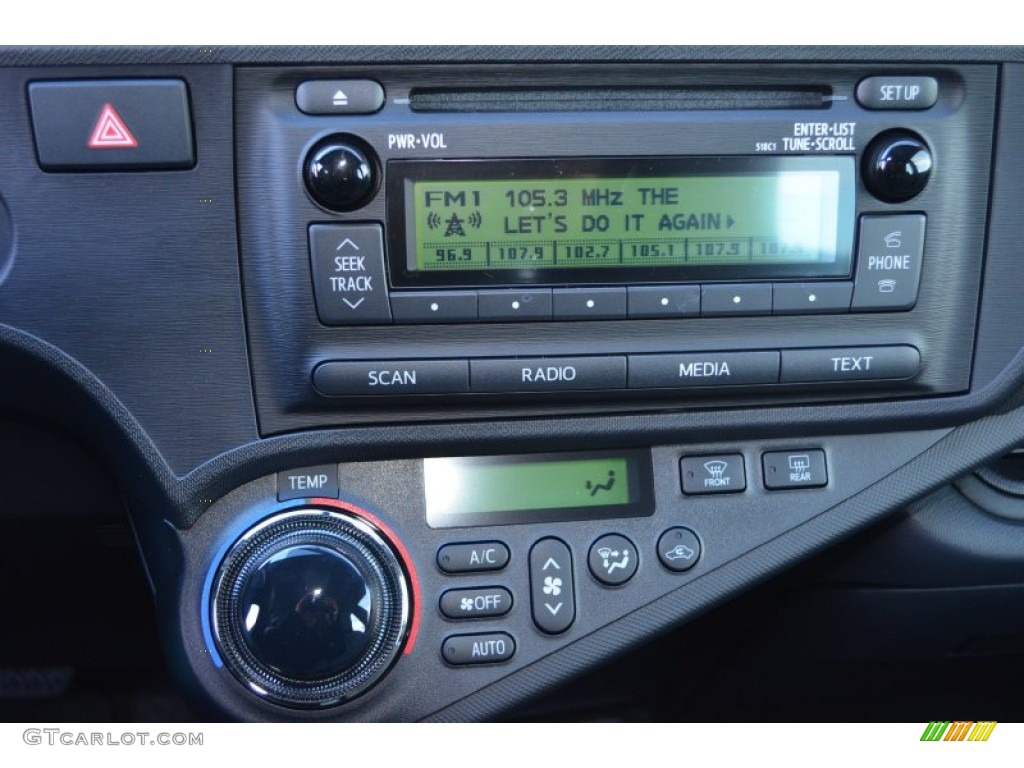 SET UP
PWR•VOL
ENTER•LIST
518C1 TUNE•SCROLL
FM1 105.3 MHz THE
LET'S DO IT AGAIN
96.9 107.9 102.7 105.1 107.9
SEEK
TRACK
PHONE
SCAN
RADIO
MEDIA
TEXT
TEMP
FRONT
REAR
A/C
OFF
AUTO
GTCarLot.com